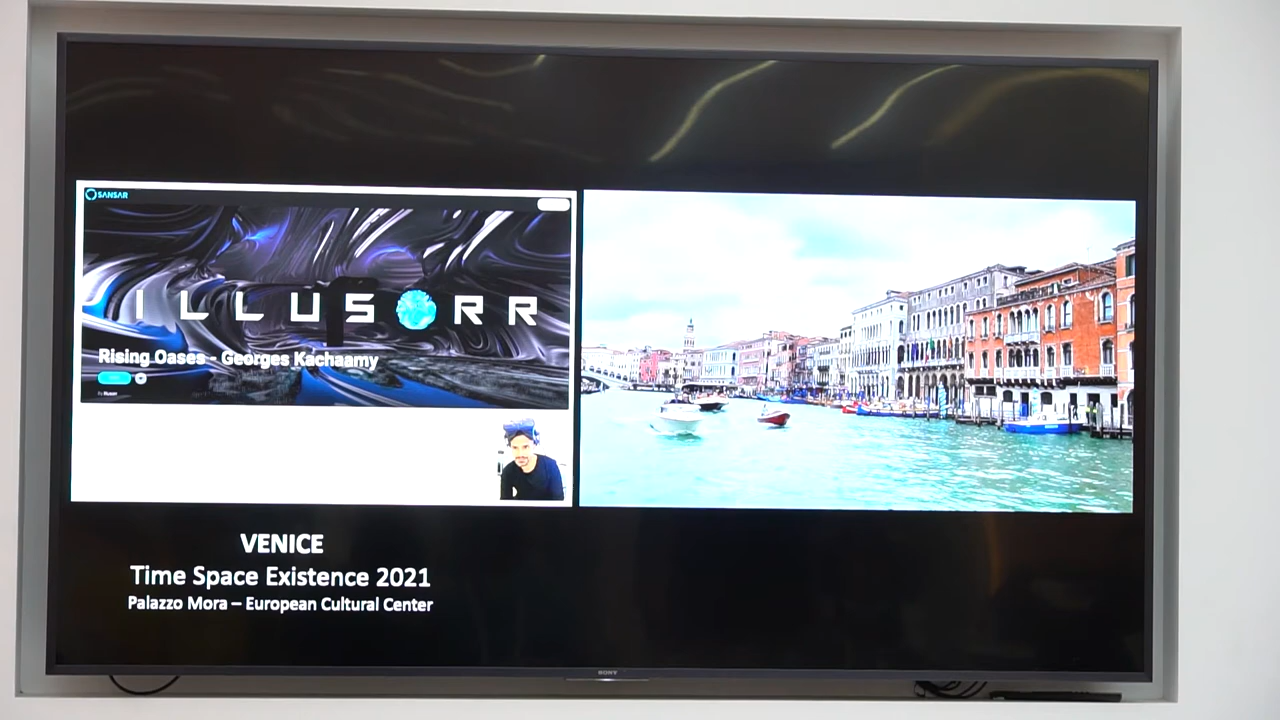 SANSAR
ILLUSORR
Rising Oases - Georges Kachaamy
VENICE
Time Space Existence 2021
Palazzo Mora – European Cultural Center
SONY